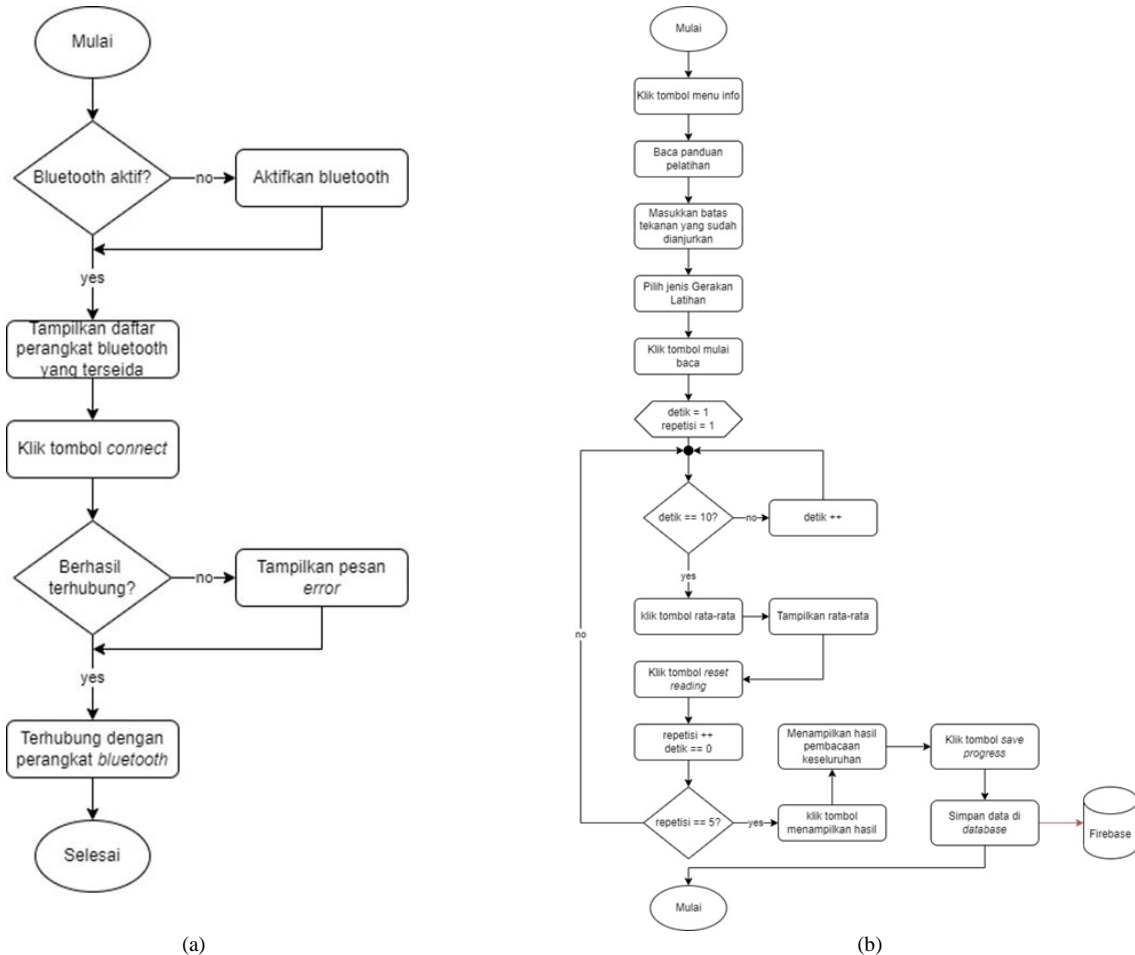 Mulai
Bluetooth aktif?
no
Aktifkan bluetooth
yes
Tampilkan daftar
perangkat bluetooth
yang terseida
Klik tombol connect
Berhasil
terhubung?
no
Tampilkan pesan
error
yes
Terhubung dengan
perangkat bluetooth
Selesai
(a)
Mulai
Klik tombol menu info
Baca panduan
pelatihan
Masukkan batas
tekanan yang sudah
dianjurkan
Pilih jenis Gerakan
Latihan
Klik tombol mulai
baca
detik = 1
repetisi = 1
detik == 10?
no
detik ++
yes
klik tombol rata-rata
Tampilkan rata-rata
Klik tombol reset
reading
repetisi ++
detik == 0
repetisi == 5?
no
yes
klik tombol
menampilkan hasil
Menampilkan hasil
pembacaan
keseluruhan
Klik tombol save
progress
Simpan data di
database
Firebase
Mulai
(b)